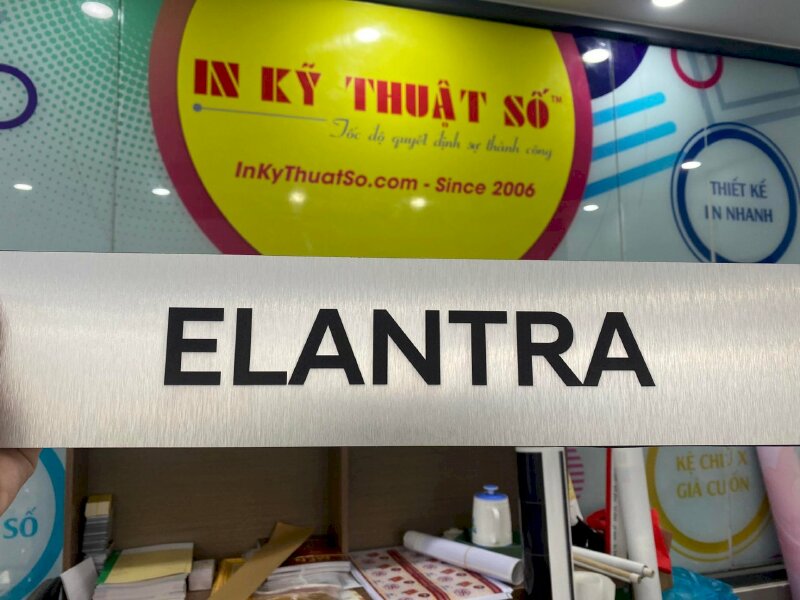 IN KỸ THUẬT SỐ™
Tốc độ quyết định sự thành công
InKyThuatSo.com - Since 2006
THIẾT KẾ
IN NHANH
ELANTRA
SỐ
KỆ CHỮ X
GIÁ CUỐN